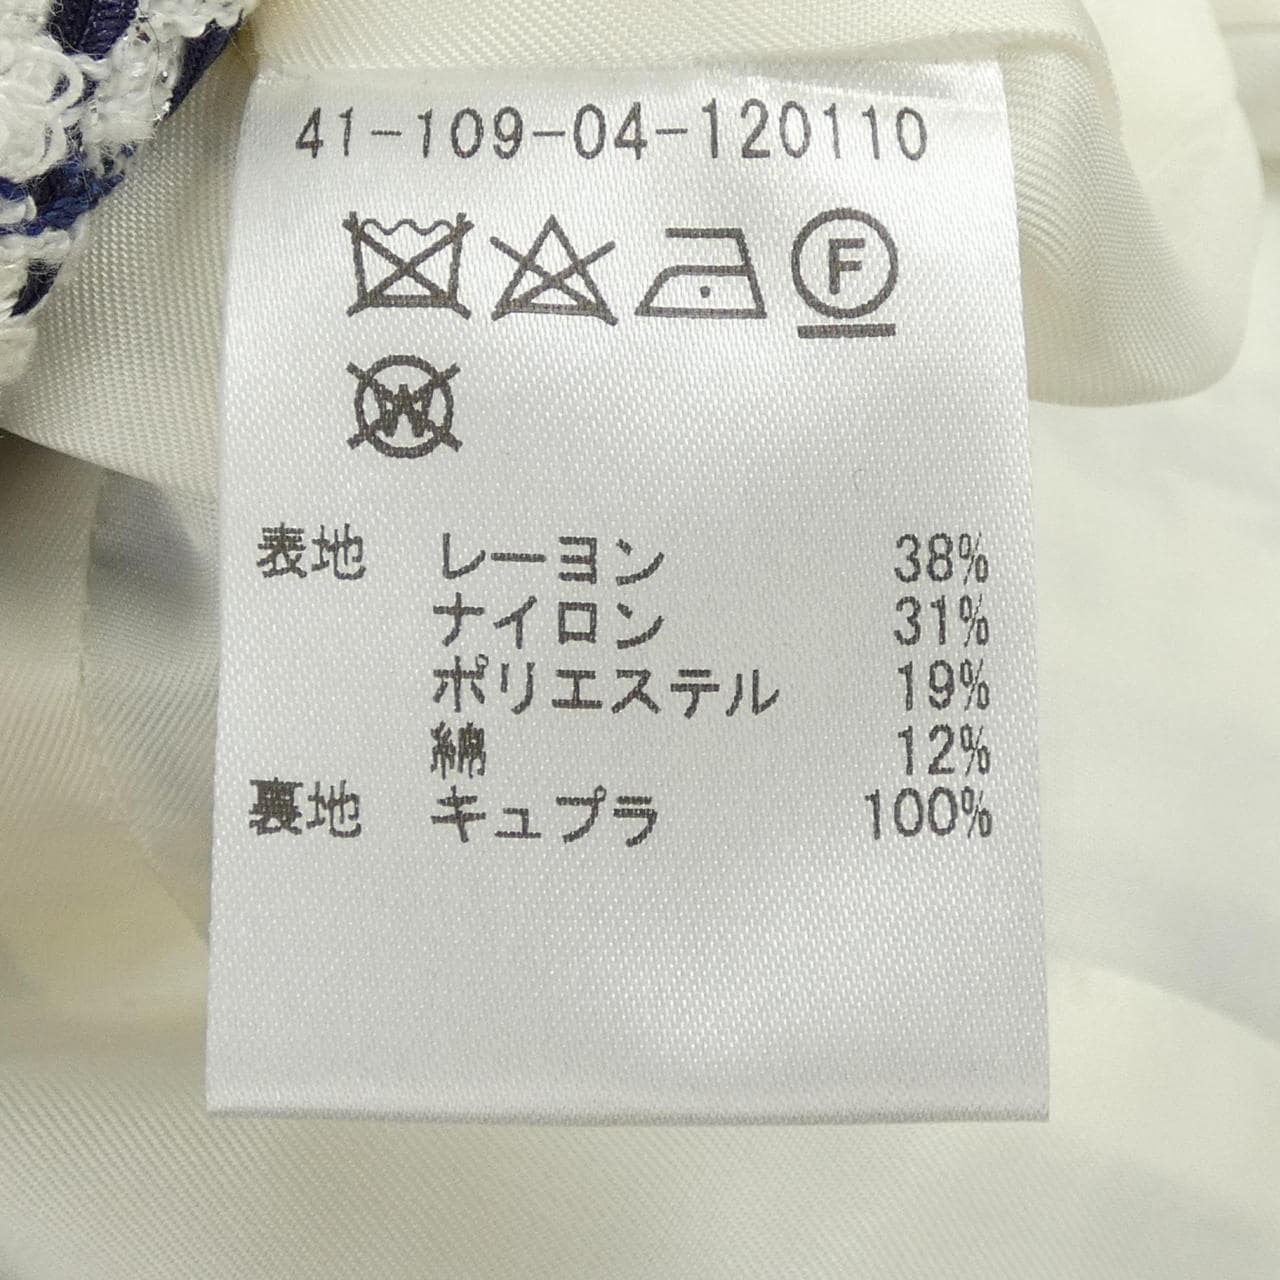 41-109-04-120110
F
W
表地 レーヨン 38%
ナイロン 31%
ポリエステル 19%
綿 12%
裏地 キュプラ 100%